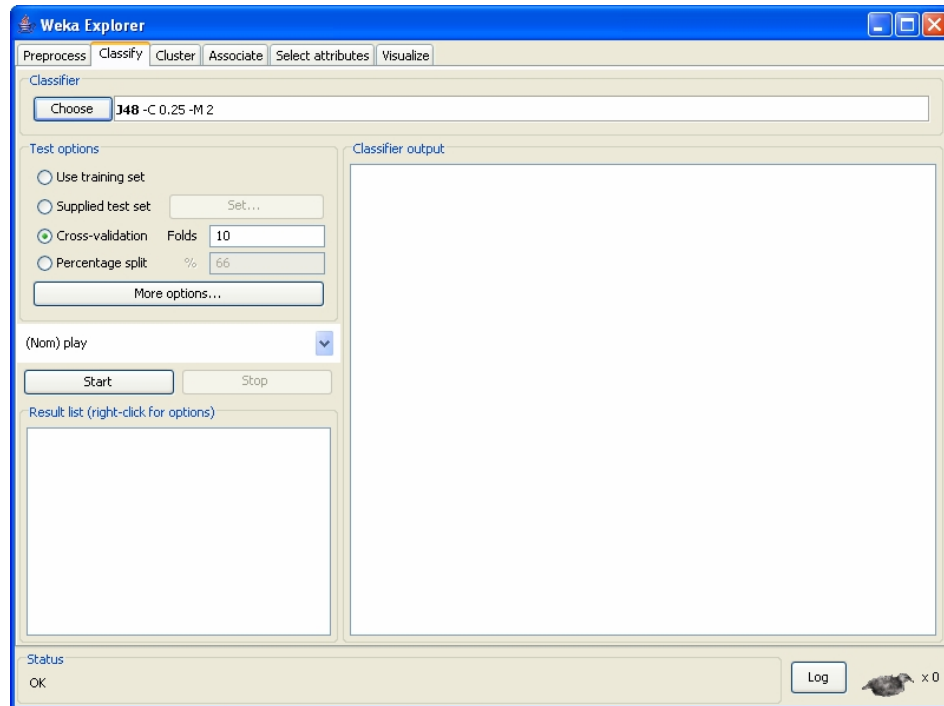 Weka Explorer
Preprocess Classify Cluster Associate Select attributes Visualize
Classifier
Choose J48 -C 0.25 -M 2
Test options
Classifier output
Use training set
Supplied test set Set...
Cross-validation Folds 10
Percentage split % 66
More options...
(Nom) play
Start Stop
Result list (right-click for options)
Status
OK
Log x 0